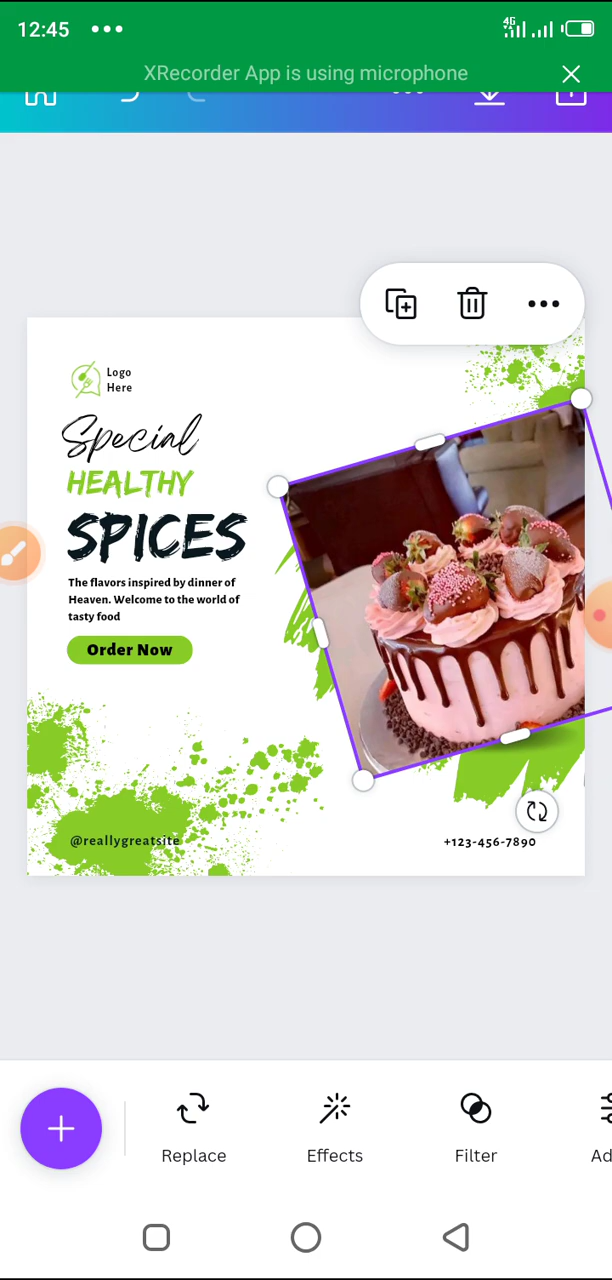 12:45
4G
XRecorder App is using microphone
Logo
Here
Special
HEALTHY
SPICES
The flavors inspired by dinner of
Heaven. Welcome to the world of
tasty food
Order Now
@reallygreatsite
+123-456-7890
Replace
Effects
Filter
Ad